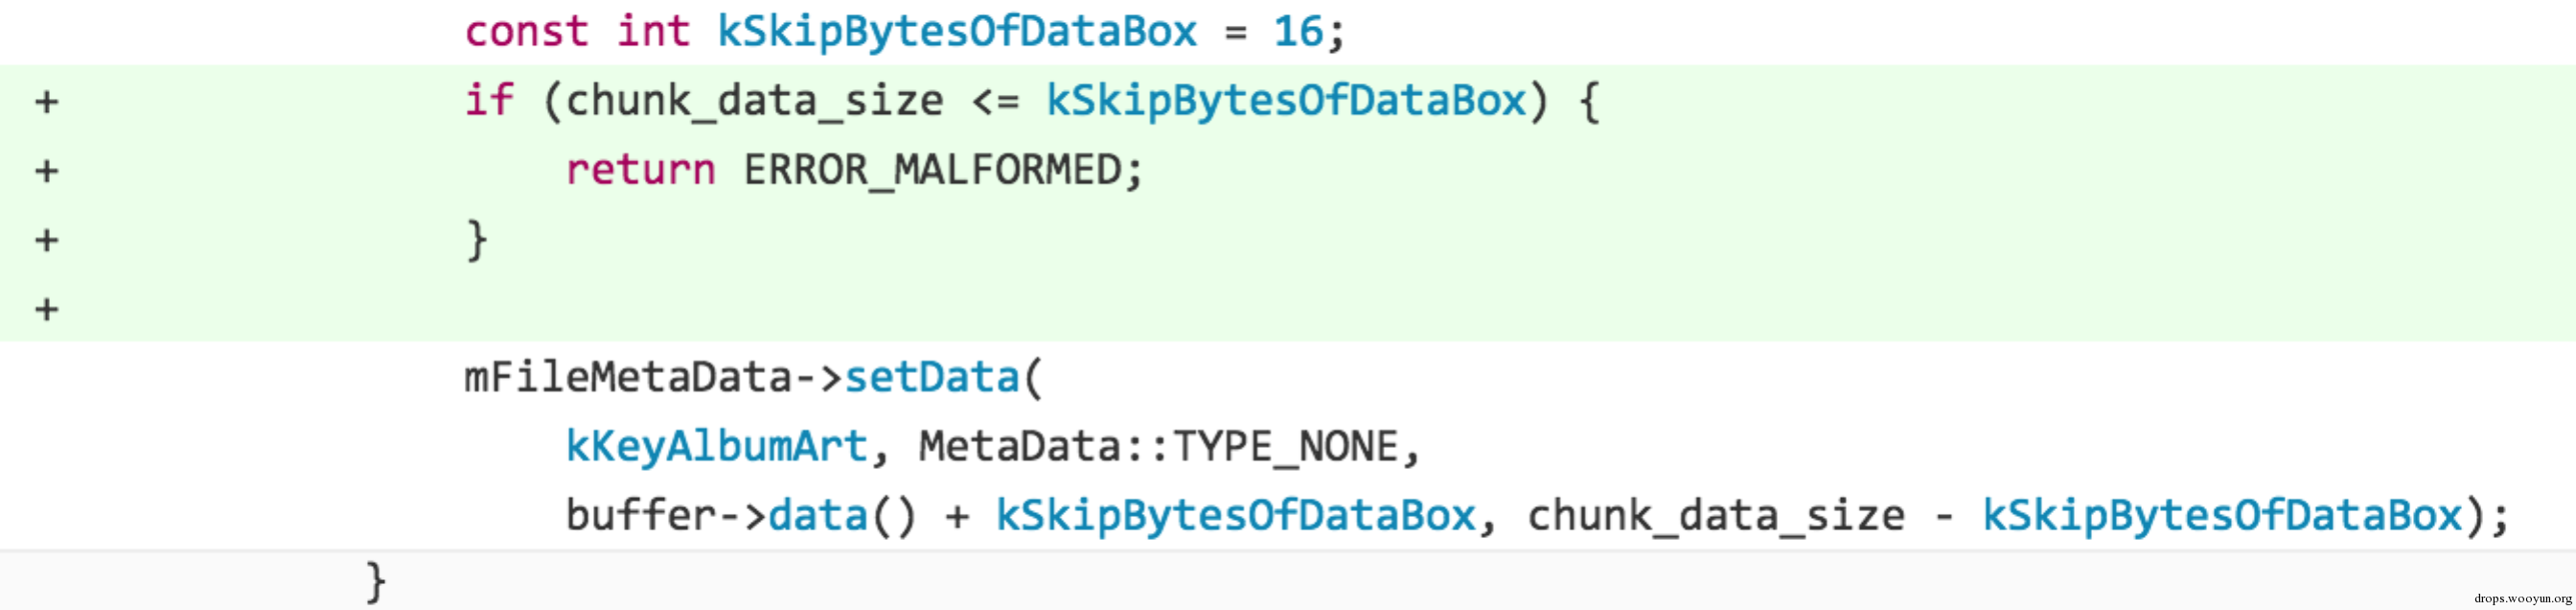 const int kSkipBytesOfDataBox = 16;
+ if (chunk_data_size <= kSkipBytesOfDataBox) {
+ return ERROR_MALFORMED;
+ }
+
mFileMetaData->setData(
kKeyAlbumArt, MetaData::TYPE_NONE,
buffer->data() + kSkipBytesOfDataBox, chunk_data_size - kSkipBytesOfDataBox);
}
drops.wooyun.org